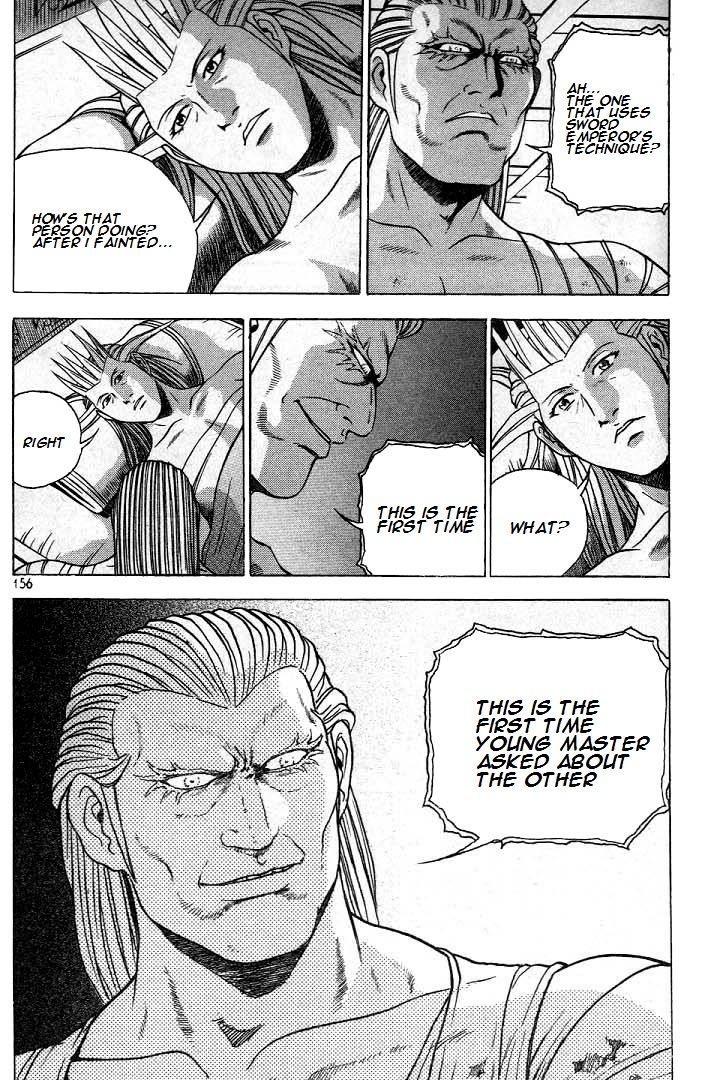 HOW'S THAT
PERSON DOING?
AFTER I FAINTED...
AH...
THE ONE
THAT USES
SWORD
EMPEROR'S
TECHNIQUE?
RIGHT
THIS IS THE
FIRST TIME
WHAT?
156
THIS IS THE
FIRST TIME
YOUNG MASTER
ASKED ABOUT
THE OTHER